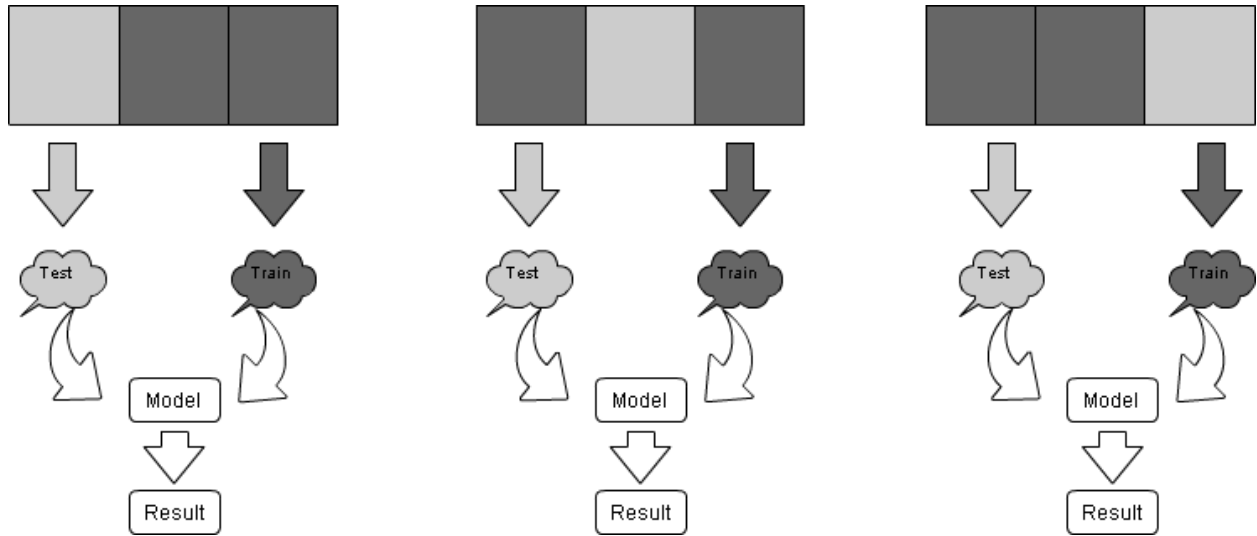 Test
Train
Model
Result
Test
Train
Model
Result
Test
Train
Model
Result